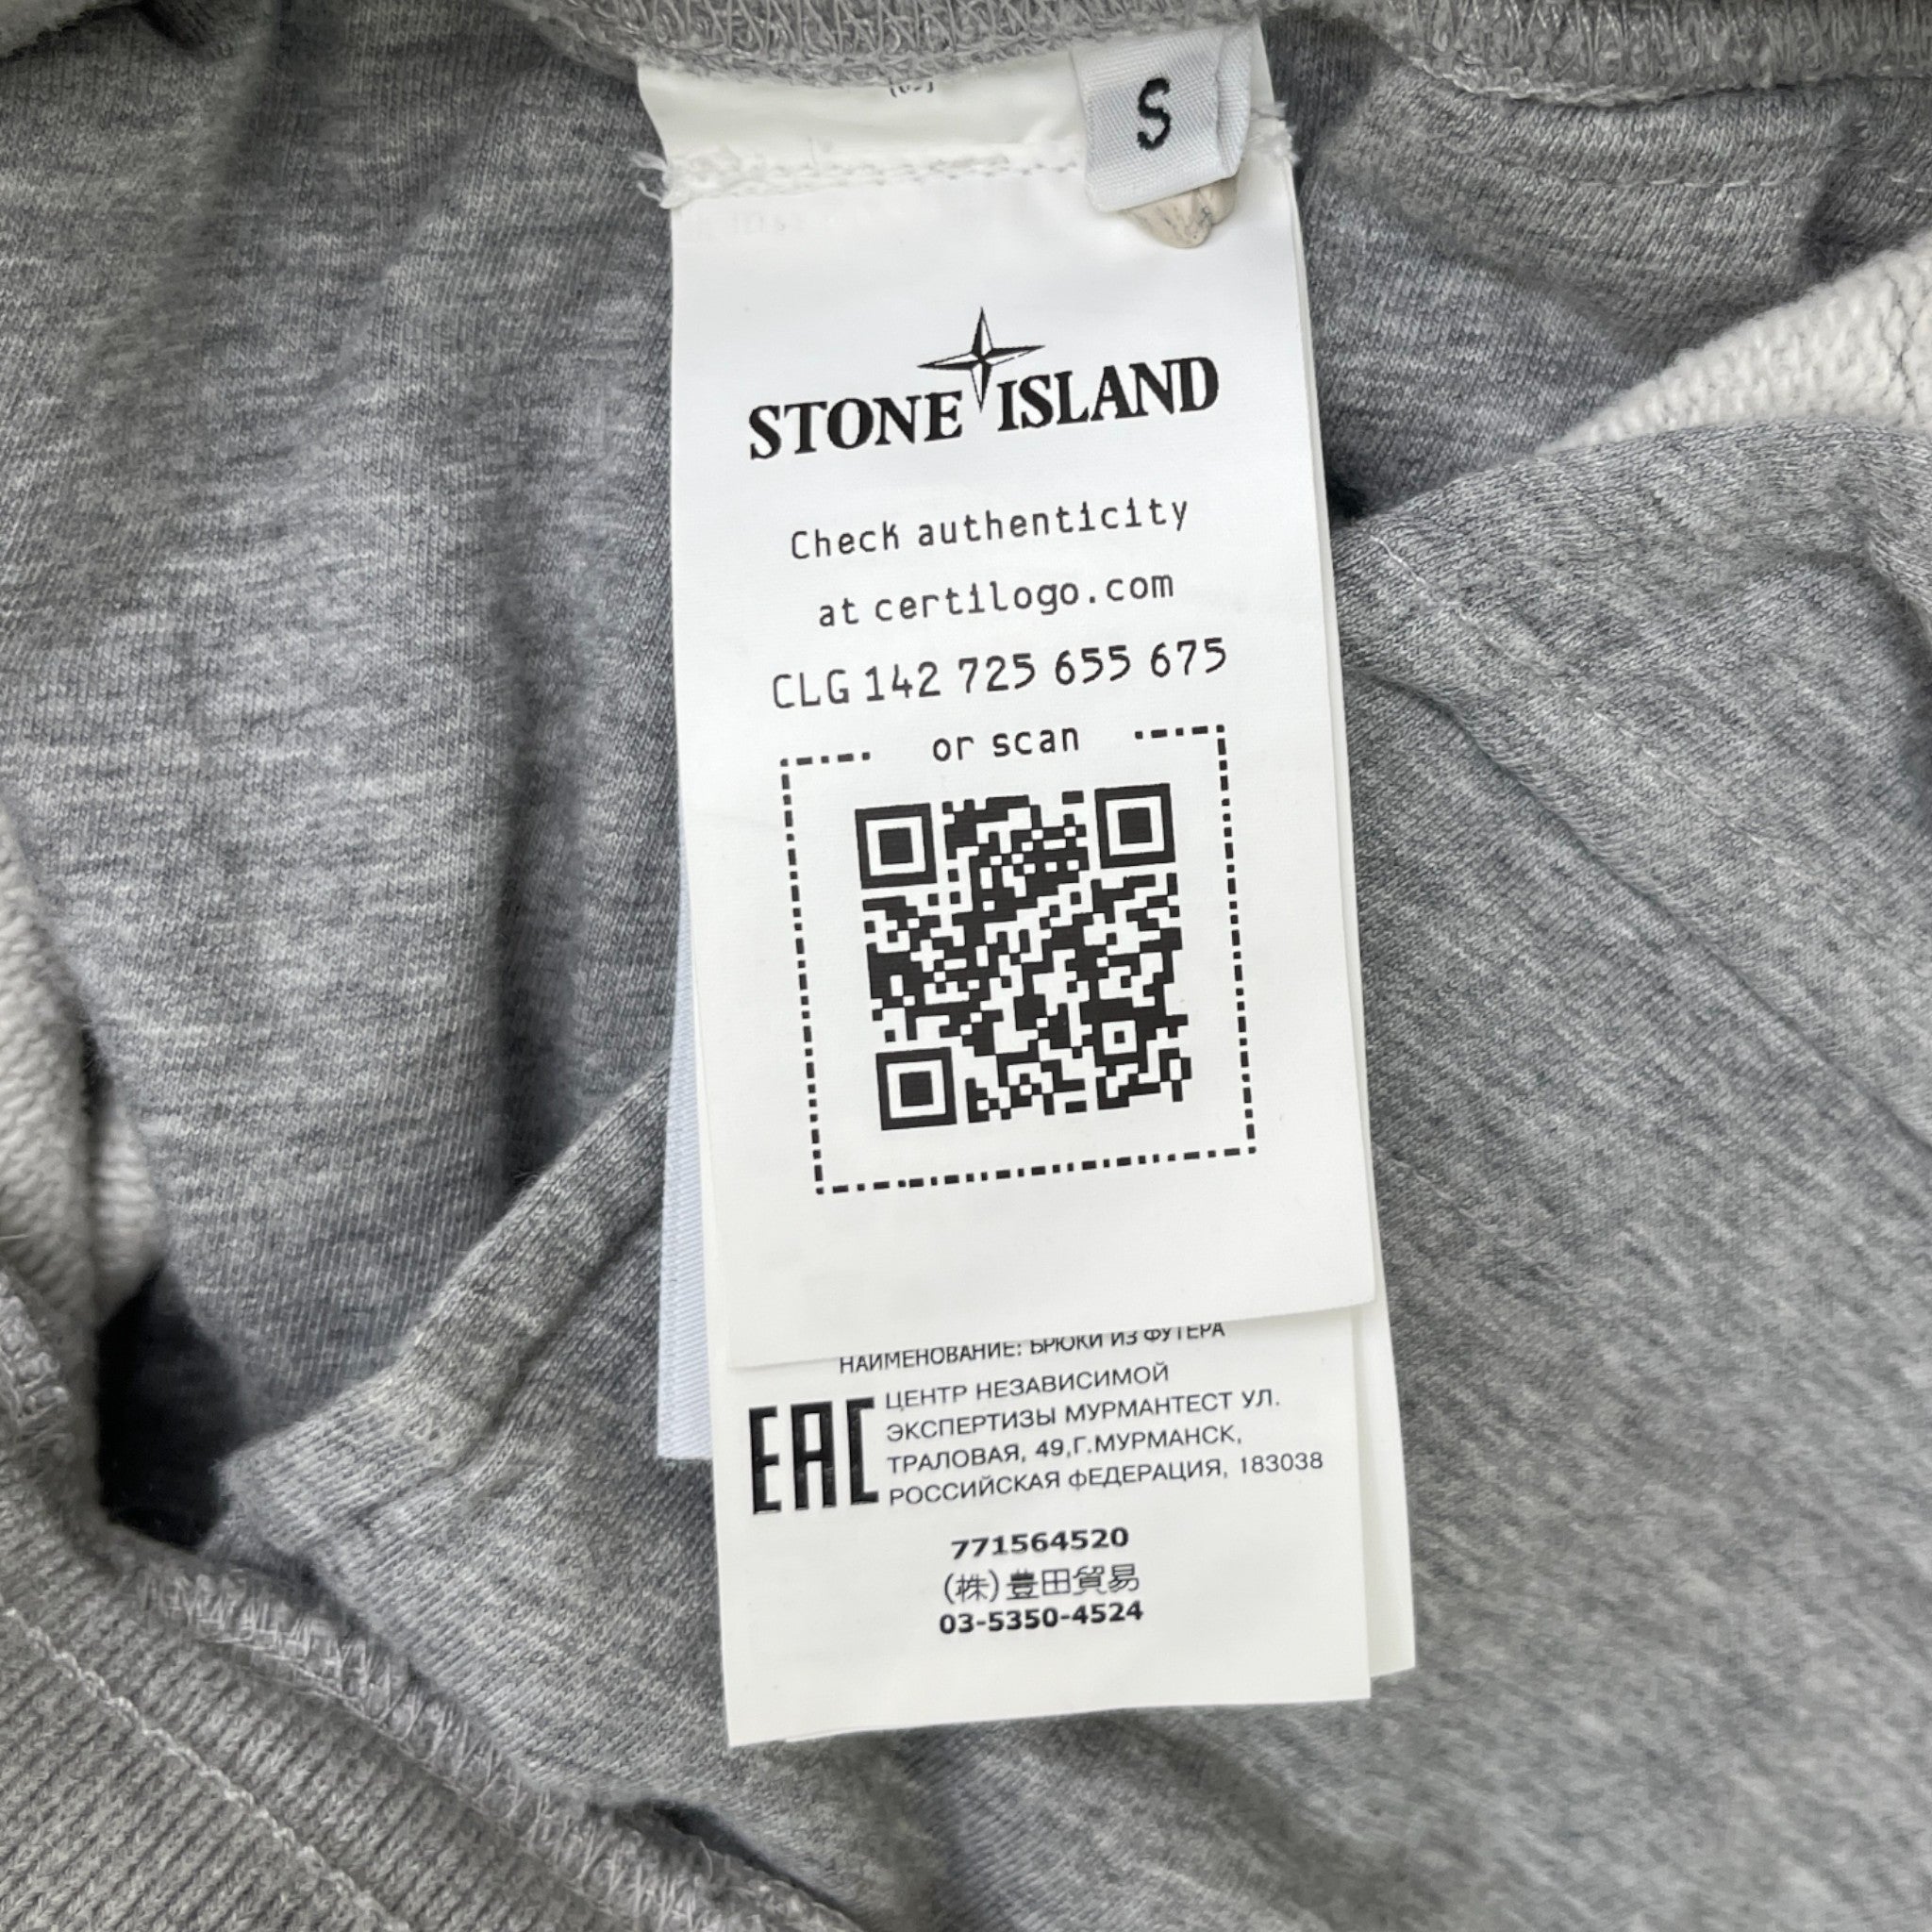 S
STONE ISLAND
Check authenticity
at certilogo.com
CLG 142 725 655 675
or scan
НАИМЕНОВАНИЕ: БРЮКИ ИЗ ФУТЕРА
EAC
ЦЕНТР НЕЗАВИСИМОЙ
ЭКСПЕРТИЗЫ МУРМАНТЕСТ УЛ.
ТРАЛОВАЯ, 49,Г.МУРМАНСК,
РОССИЙСКАЯ ФЕДЕРАЦИЯ, 183038
771564520
(株)豊田貿易
03-5350-4524